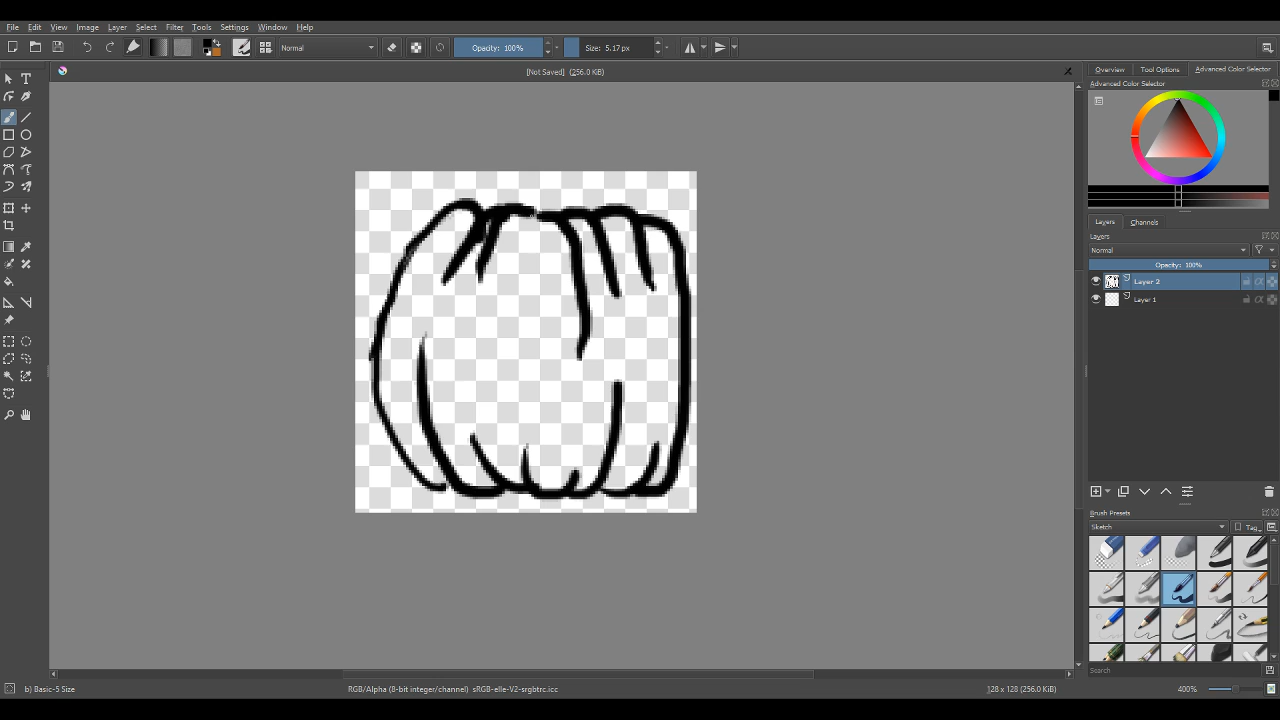 File Edit View Image Layer Select Filter Tools Settings Window Help
Normal Opacity: 100% Size: 5.17 px
[Not Saved] (256.0 KiB)
Overview Tool Options Advanced Color Selector
Advanced Color Selector
Layers Channels
Layers
Normal
Opacity: 100%
Layer 2
Layer 1
Brush Presets
Sketch Tag
Search
b) Basic-5 Size RGB/Alpha (8-bit integer/channel) sRGB-elle-V2-srgbtrc.icc 128 x 128 (256.0 KiB) 400%